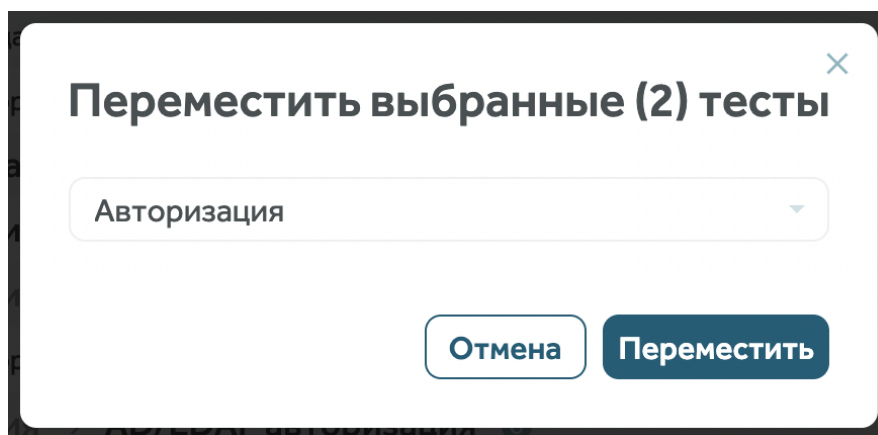 Переместить выбранные (2) тесты
Авторизация
Отмена
Переместить